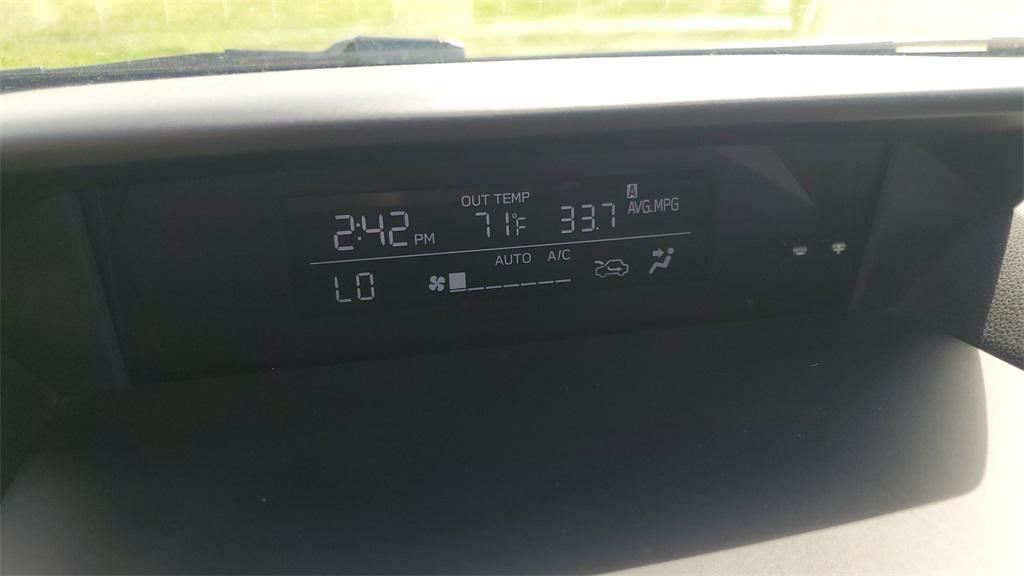 OUT TEMP A
2:42 PM 71°F 33.7 AVG.MPG
AUTO A/C
LO